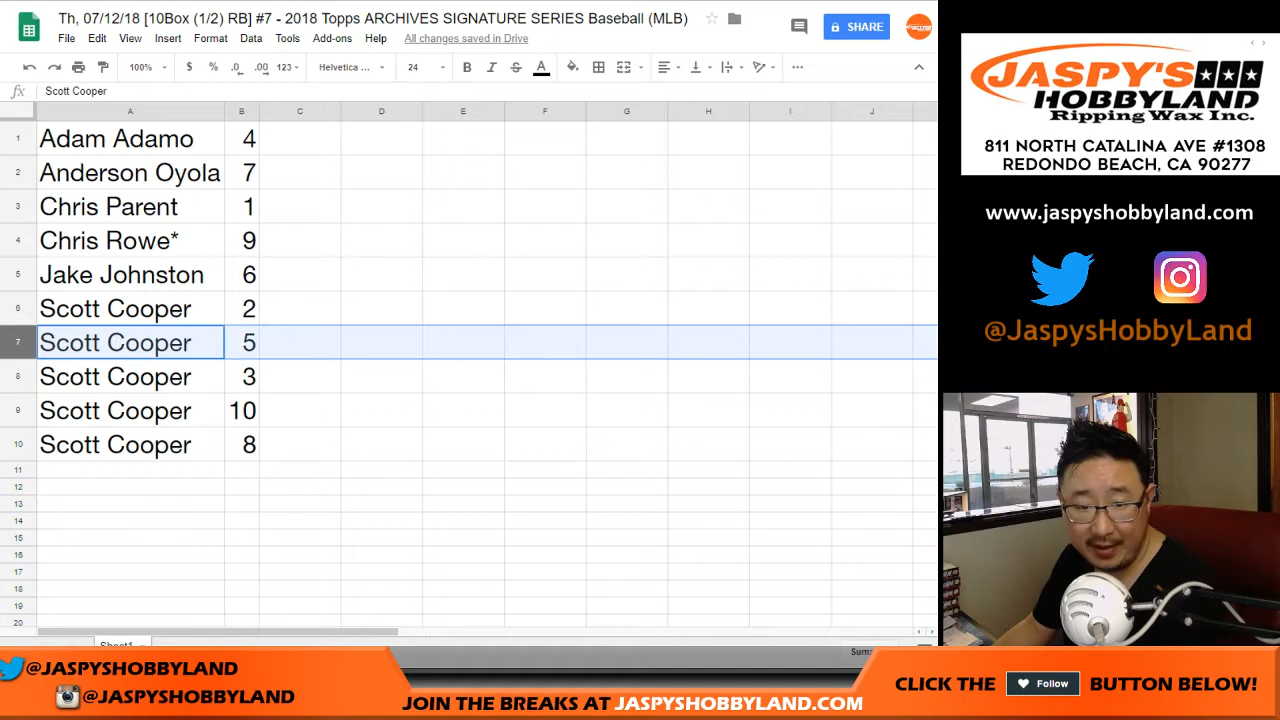 Th, 07/12/18 [10Box (1/2) RB] #7 - 2018 Topps ARCHIVES SIGNATURE SERIES Baseball (MLB)
File Edit View Insert Format Data Tools Add-ons Help All changes saved in Drive
SHARE
100% $ % .0 .00 123 Helvetica ... 24 B I S A
fx Scott Cooper
A B C D E F G H I J
1 Adam Adamo 4
2 Anderson Oyola 7
3 Chris Parent 1
4 Chris Rowe* 9
5 Jake Johnston 6
6 Scott Cooper 2
7 Scott Cooper 5
8 Scott Cooper 3
9 Scott Cooper 10
10 Scott Cooper 8
11
12
13
14
15
16
17
18
19
20
Sheet1
JASPY'S
HOBBYLAND
Ripping Wax Inc.
811 NORTH CATALINA AVE #1308
REDONDO BEACH, CA 90277
www.jaspyshobbyland.com
@JaspysHobbyLand
@JASPYSHOBBYLAND
@JASPYSHOBBYLAND
JOIN THE BREAKS AT JASPYSHOBBYLAND.COM
CLICK THE Follow BUTTON BELOW!